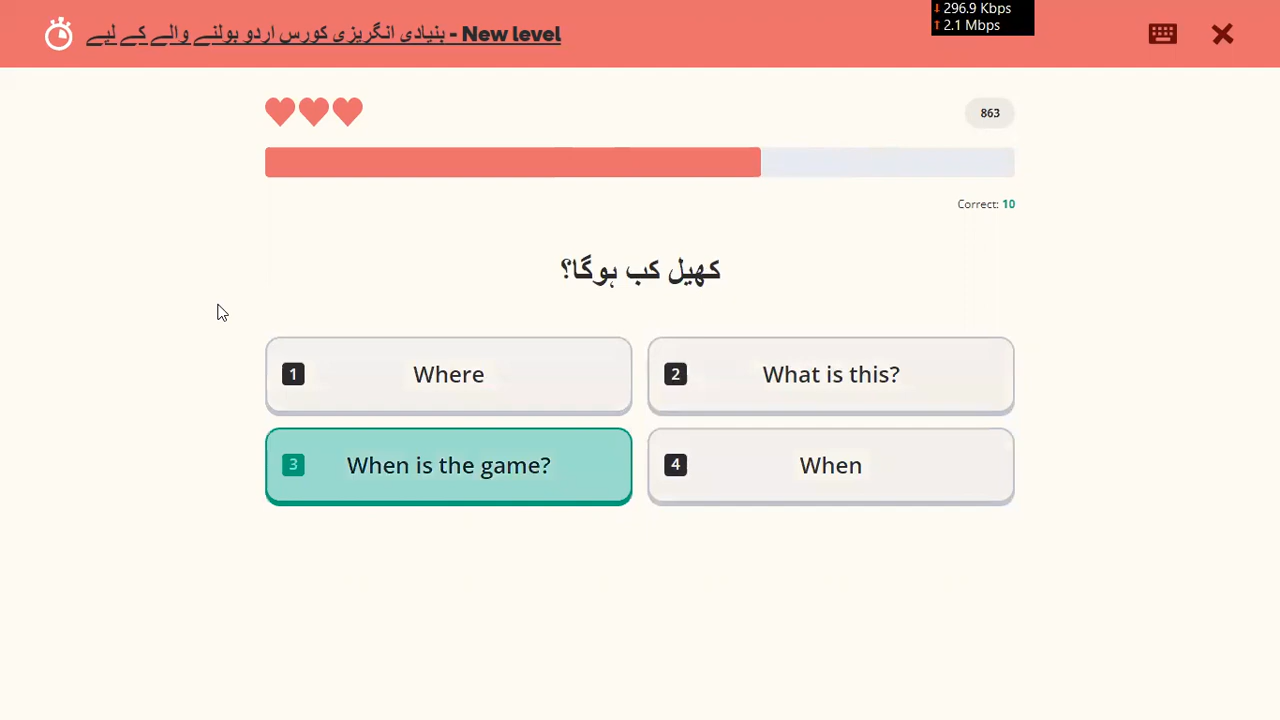 بنیادی انگریزی کورس اردو بولنے والے کے لیے - New level
296.9 Kbps
2.1 Mbps
863
Correct: 10
کھیل کب ہوگا؟
1 Where
2 What is this?
3 When is the game?
4 When